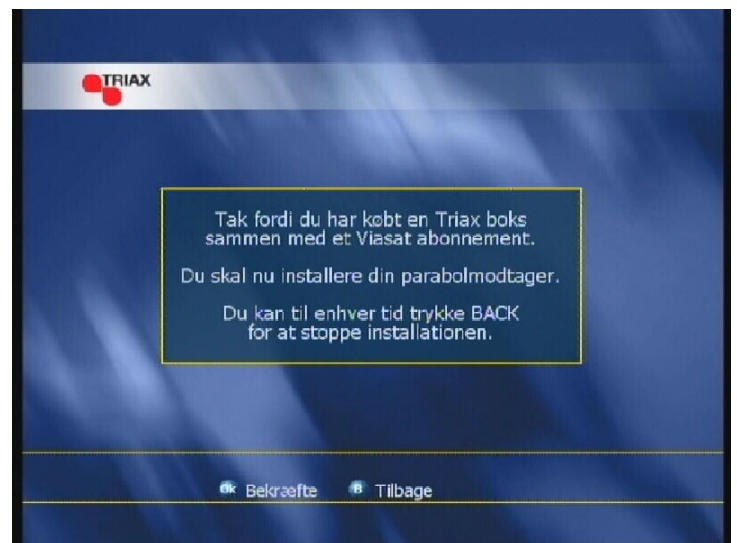 TRIAX
Tak fordi du har købt en Triax boks
sammen med et Viasat abonnement.
Du skal nu installere din parabolmodtager.
Du kan til enhver tid trykke BACK
for at stoppe installationen.
Ok Bekræfte B Tilbage